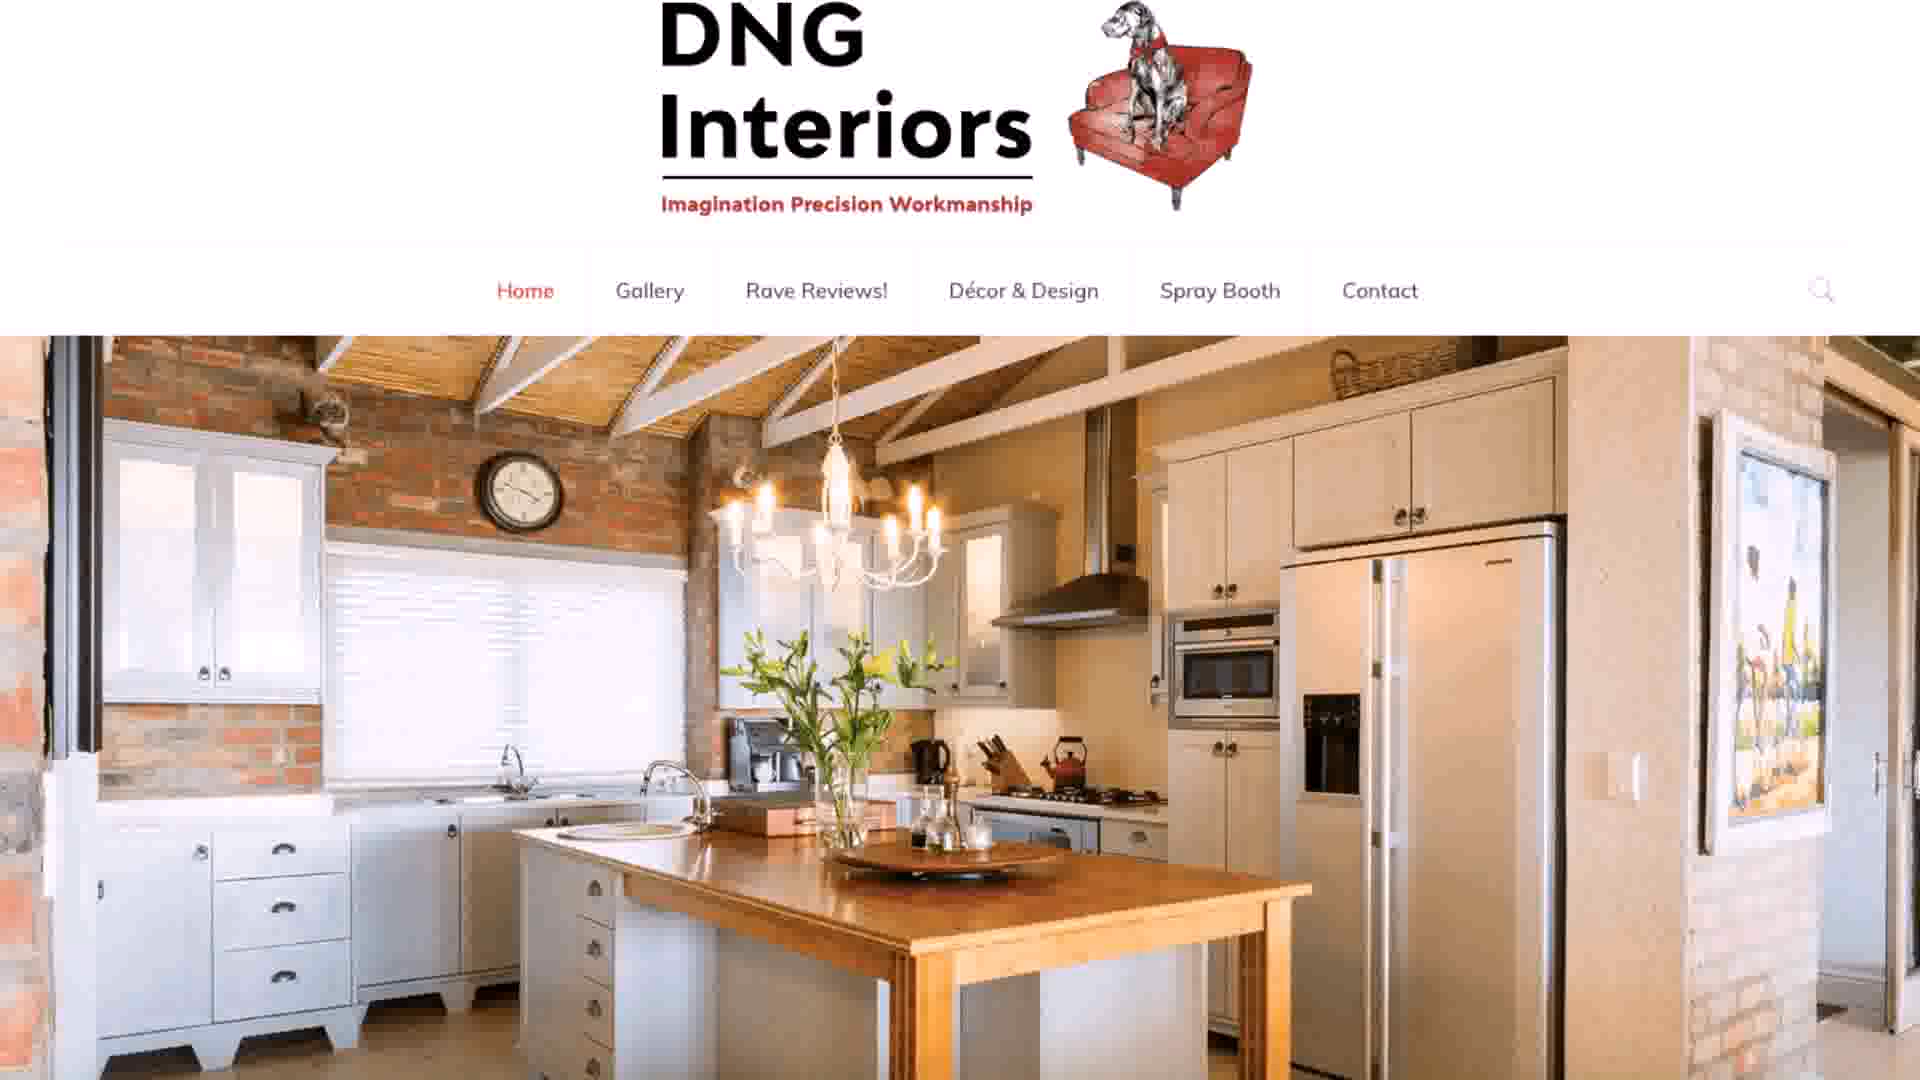 DNG
Interiors
Imagination Precision Workmanship
Home Gallery Rave Reviews! Décor & Design Spray Booth Contact